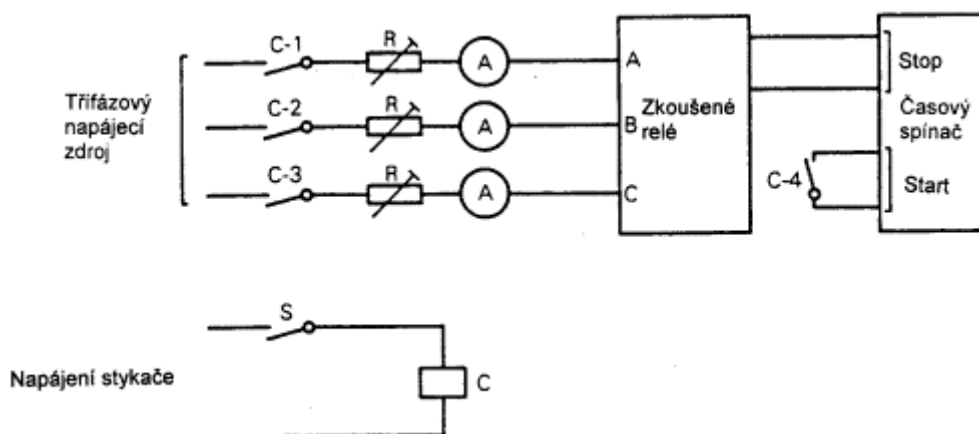 C-1
R
A
A
Třífázový
napájecí
zdroj
C-2
R
A
B
C-3
R
A
C
Zkoušené
relé
Stop
Časový
spínač
C-4
Start
S
Napájení stykače
C